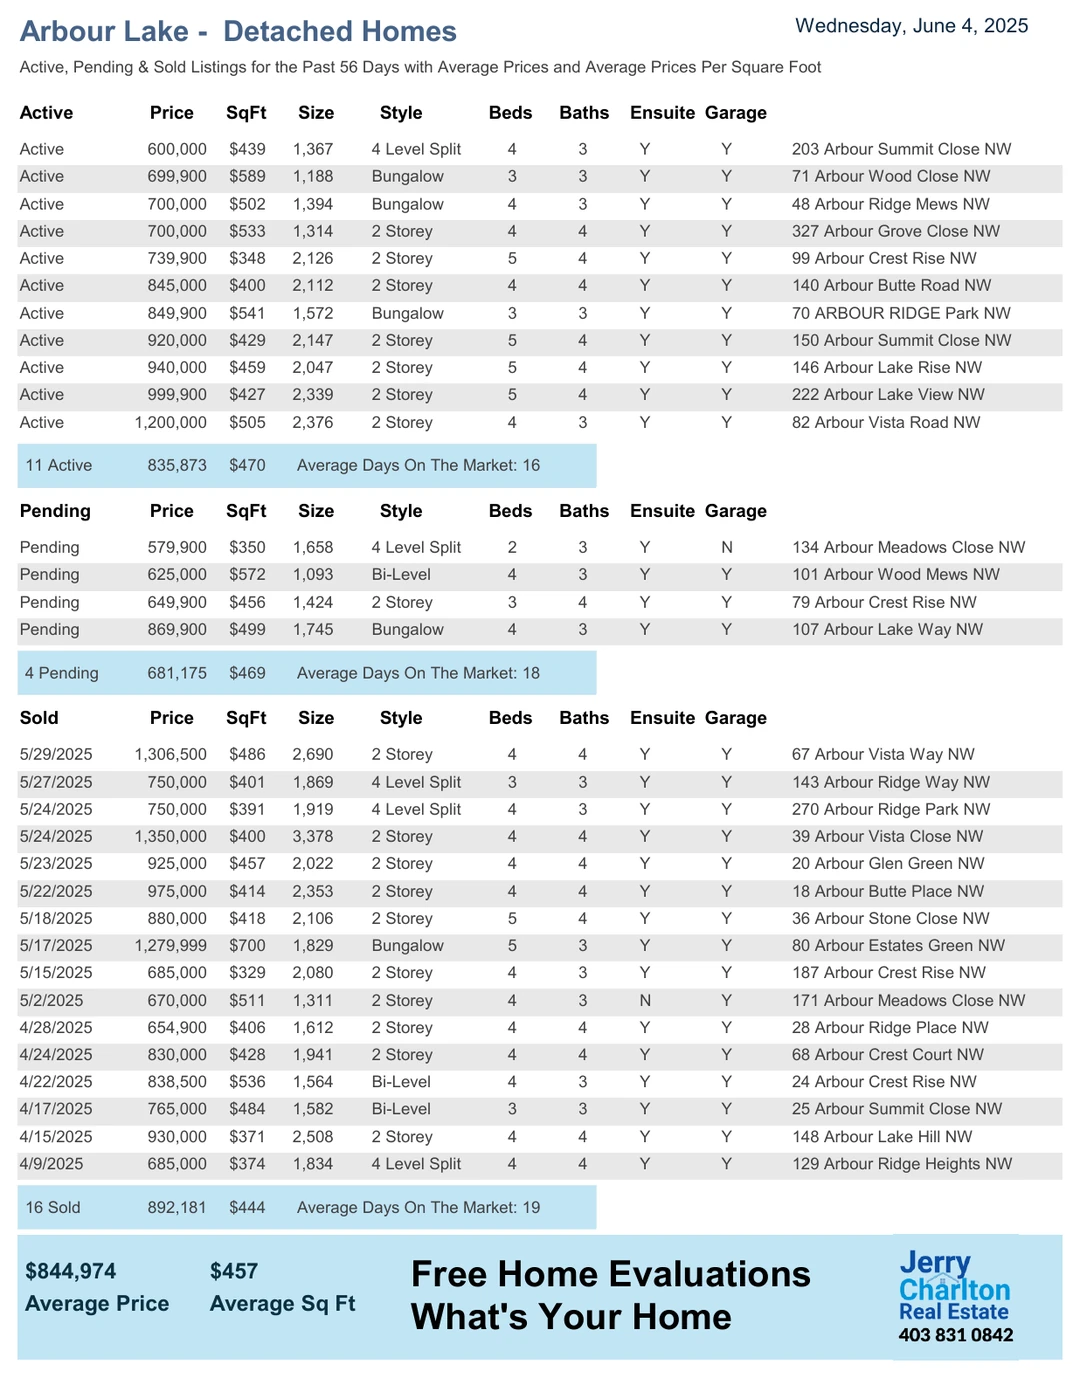 Arbour Lake - Detached Homes
Wednesday, June 4, 2025
Active, Pending & Sold Listings for the Past 56 Days with Average Prices and Average Prices Per Square Foot
Active Price SqFt Size Style Beds Baths Ensuite Garage
Active 600,000 $439 1,367 4 Level Split 4 3 Y Y 203 Arbour Summit Close NW
Active 699,900 $589 1,188 Bungalow 3 3 Y Y 71 Arbour Wood Close NW
Active 700,000 $502 1,394 Bungalow 4 3 Y Y 48 Arbour Ridge Mews NW
Active 700,000 $533 1,314 2 Storey 4 4 Y Y 327 Arbour Grove Close NW
Active 739,900 $348 2,126 2 Storey 5 4 Y Y 99 Arbour Crest Rise NW
Active 845,000 $400 2,112 2 Storey 4 4 Y Y 140 Arbour Butte Road NW
Active 849,900 $541 1,572 Bungalow 3 3 Y Y 70 ARBOUR RIDGE Park NW
Active 920,000 $429 2,147 2 Storey 5 4 Y Y 150 Arbour Summit Close NW
Active 940,000 $459 2,047 2 Storey 5 4 Y Y 146 Arbour Lake Rise NW
Active 999,900 $427 2,339 2 Storey 5 4 Y Y 222 Arbour Lake View NW
Active 1,200,000 $505 2,376 2 Storey 4 3 Y Y 82 Arbour Vista Road NW
11 Active 835,873 $470 Average Days On The Market: 16
Pending Price SqFt Size Style Beds Baths Ensuite Garage
Pending 579,900 $350 1,658 4 Level Split 2 3 Y N 134 Arbour Meadows Close NW
Pending 625,000 $572 1,093 Bi-Level 4 3 Y Y 101 Arbour Wood Mews NW
Pending 649,900 $456 1,424 2 Storey 3 4 Y Y 79 Arbour Crest Rise NW
Pending 869,900 $499 1,745 Bungalow 4 3 Y Y 107 Arbour Lake Way NW
4 Pending 681,175 $469 Average Days On The Market: 18
Sold Price SqFt Size Style Beds Baths Ensuite Garage
5/29/2025 1,306,500 $486 2,690 2 Storey 4 4 Y Y 67 Arbour Vista Way NW
5/27/2025 750,000 $401 1,869 4 Level Split 3 3 Y Y 143 Arbour Ridge Way NW
5/24/2025 750,000 $391 1,919 4 Level Split 4 3 Y Y 270 Arbour Ridge Park NW
5/24/2025 1,350,000 $400 3,378 2 Storey 4 4 Y Y 39 Arbour Vista Close NW
5/23/2025 925,000 $457 2,022 2 Storey 4 4 Y Y 20 Arbour Glen Green NW
5/22/2025 975,000 $414 2,353 2 Storey 4 4 Y Y 18 Arbour Butte Place NW
5/18/2025 880,000 $418 2,106 2 Storey 5 4 Y Y 36 Arbour Stone Close NW
5/17/2025 1,279,999 $700 1,829 Bungalow 5 3 Y Y 80 Arbour Estates Green NW
5/15/2025 685,000 $329 2,080 2 Storey 4 3 Y Y 187 Arbour Crest Rise NW
5/2/2025 670,000 $511 1,311 2 Storey 4 3 N Y 171 Arbour Meadows Close NW
4/28/2025 654,900 $406 1,612 2 Storey 4 4 Y Y 28 Arbour Ridge Place NW
4/24/2025 830,000 $428 1,941 2 Storey 4 4 Y Y 68 Arbour Crest Court NW
4/22/2025 838,500 $536 1,564 Bi-Level 4 3 Y Y 24 Arbour Crest Rise NW
4/17/2025 765,000 $484 1,582 Bi-Level 3 3 Y Y 25 Arbour Summit Close NW
4/15/2025 930,000 $371 2,508 2 Storey 4 4 Y Y 148 Arbour Lake Hill NW
4/9/2025 685,000 $374 1,834 4 Level Split 4 4 Y Y 129 Arbour Ridge Heights NW
16 Sold 892,181 $444 Average Days On The Market: 19
$844,974 $457
Average Price Average Sq Ft
Free Home Evaluations
What's Your Home
Jerry
Charlton
Real Estate
403 831 0842